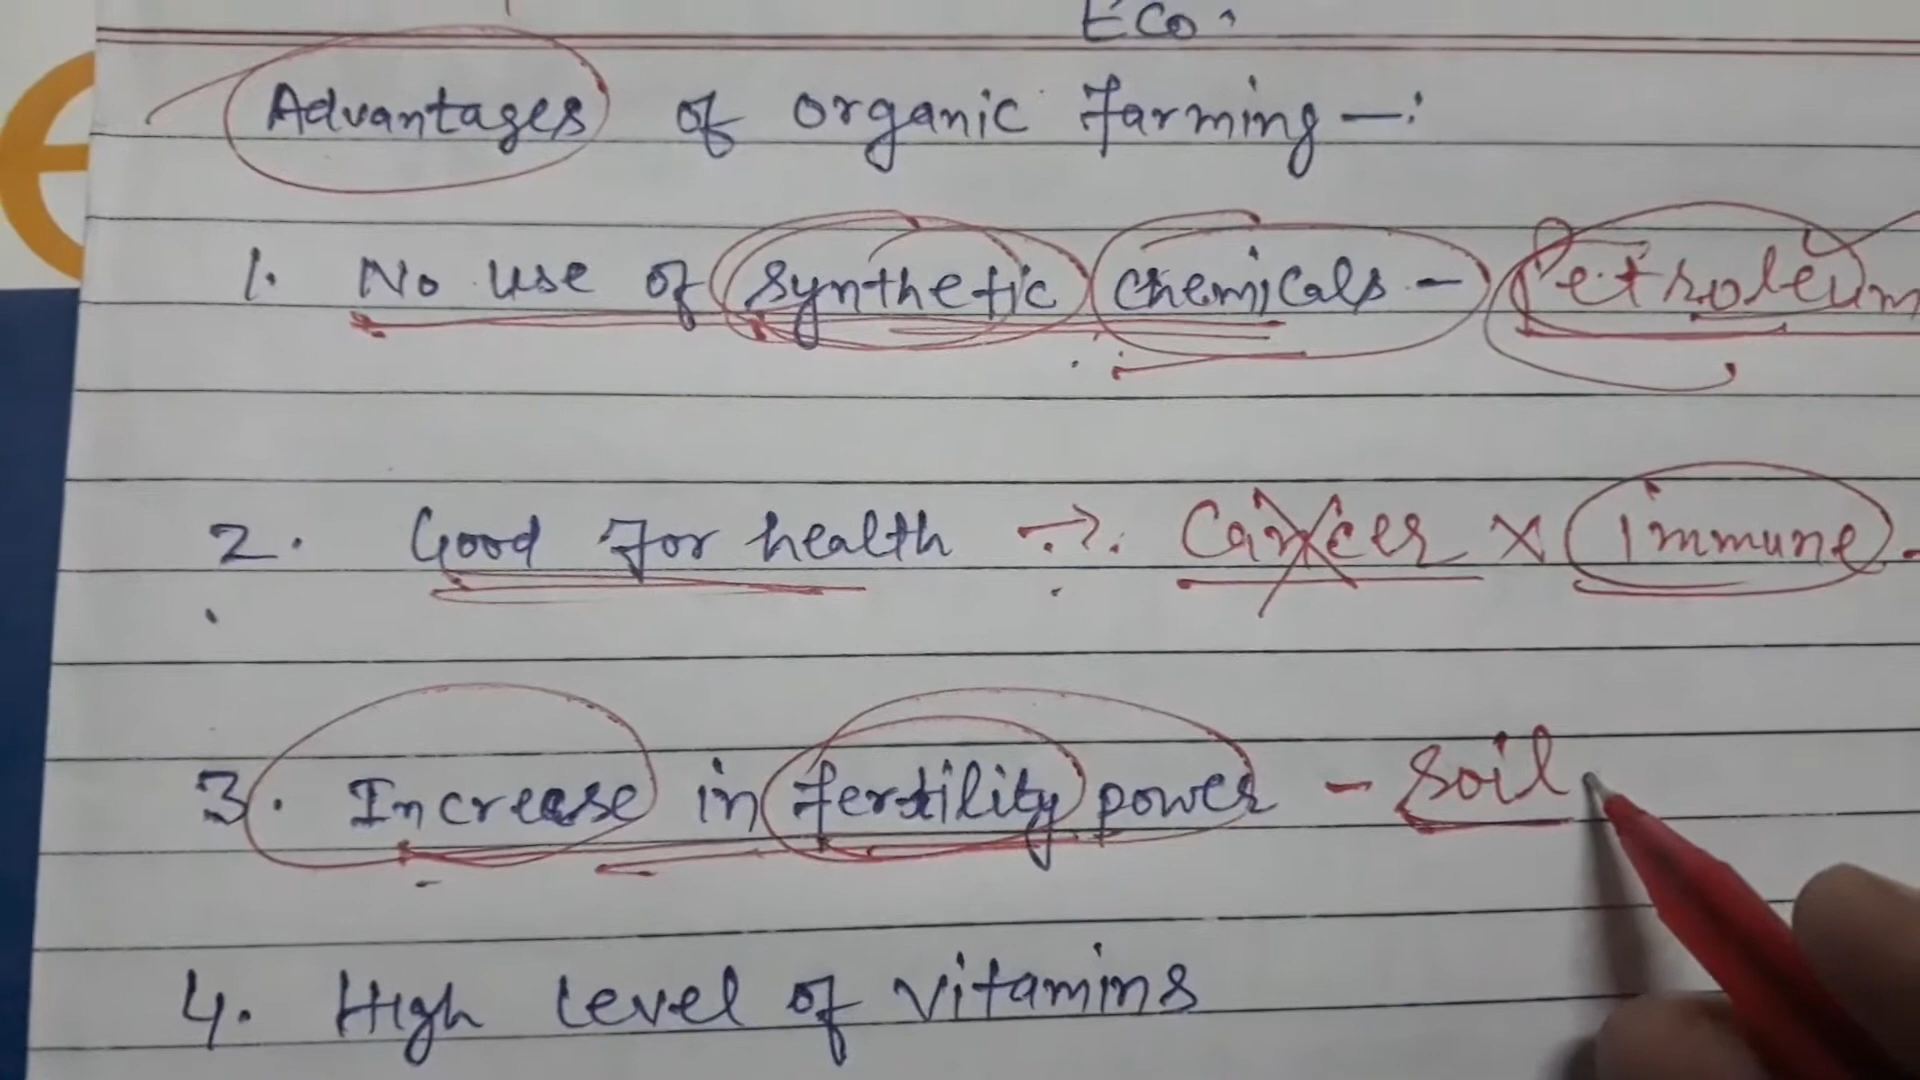 Eco.
Advantages of organic farming -:
1. No use of synthetic chemicals - Petroleum
2. Good for health → Cancer x immune -
3. Increase in fertility power - Soil
4. High level of vitamins